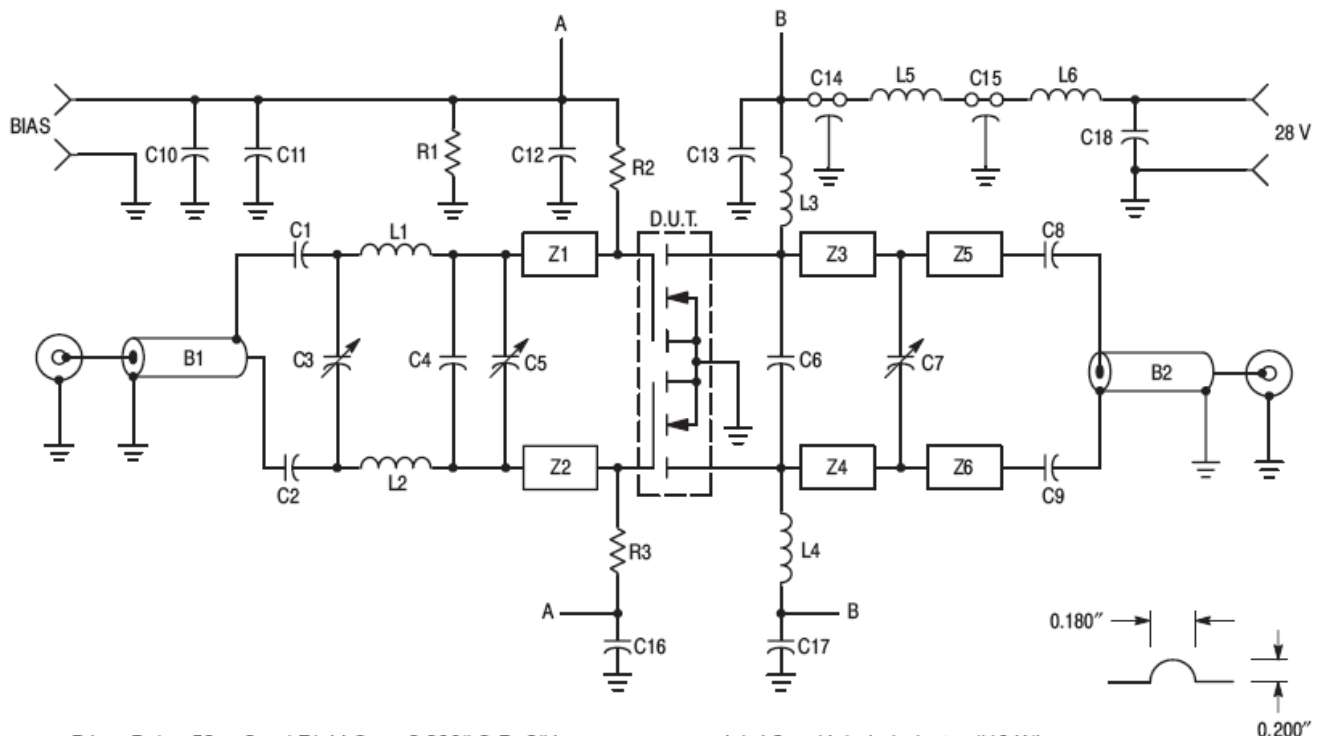 A
B
C14
L5
C15
L6
BIAS
C10
C11
R1
C12
R2
C13
L3
C18
28 V
D.U.T.
C1
L1
Z1
Z3
Z5
C8
B1
C3
C4
C5
C6
C7
B2
C2
L2
Z2
Z4
Z6
C9
R3
L4
A
B
C16
C17
0.180″
0.200″